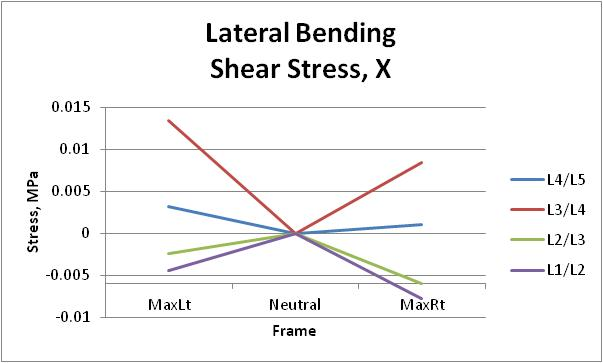 Lateral Bending
Shear Stress, X
0.015
0.01
0.005
0
-0.005
-0.01
Stress, MPa
MaxLt Neutral MaxRt
Frame
L4/L5
L3/L4
L2/L3
L1/L2